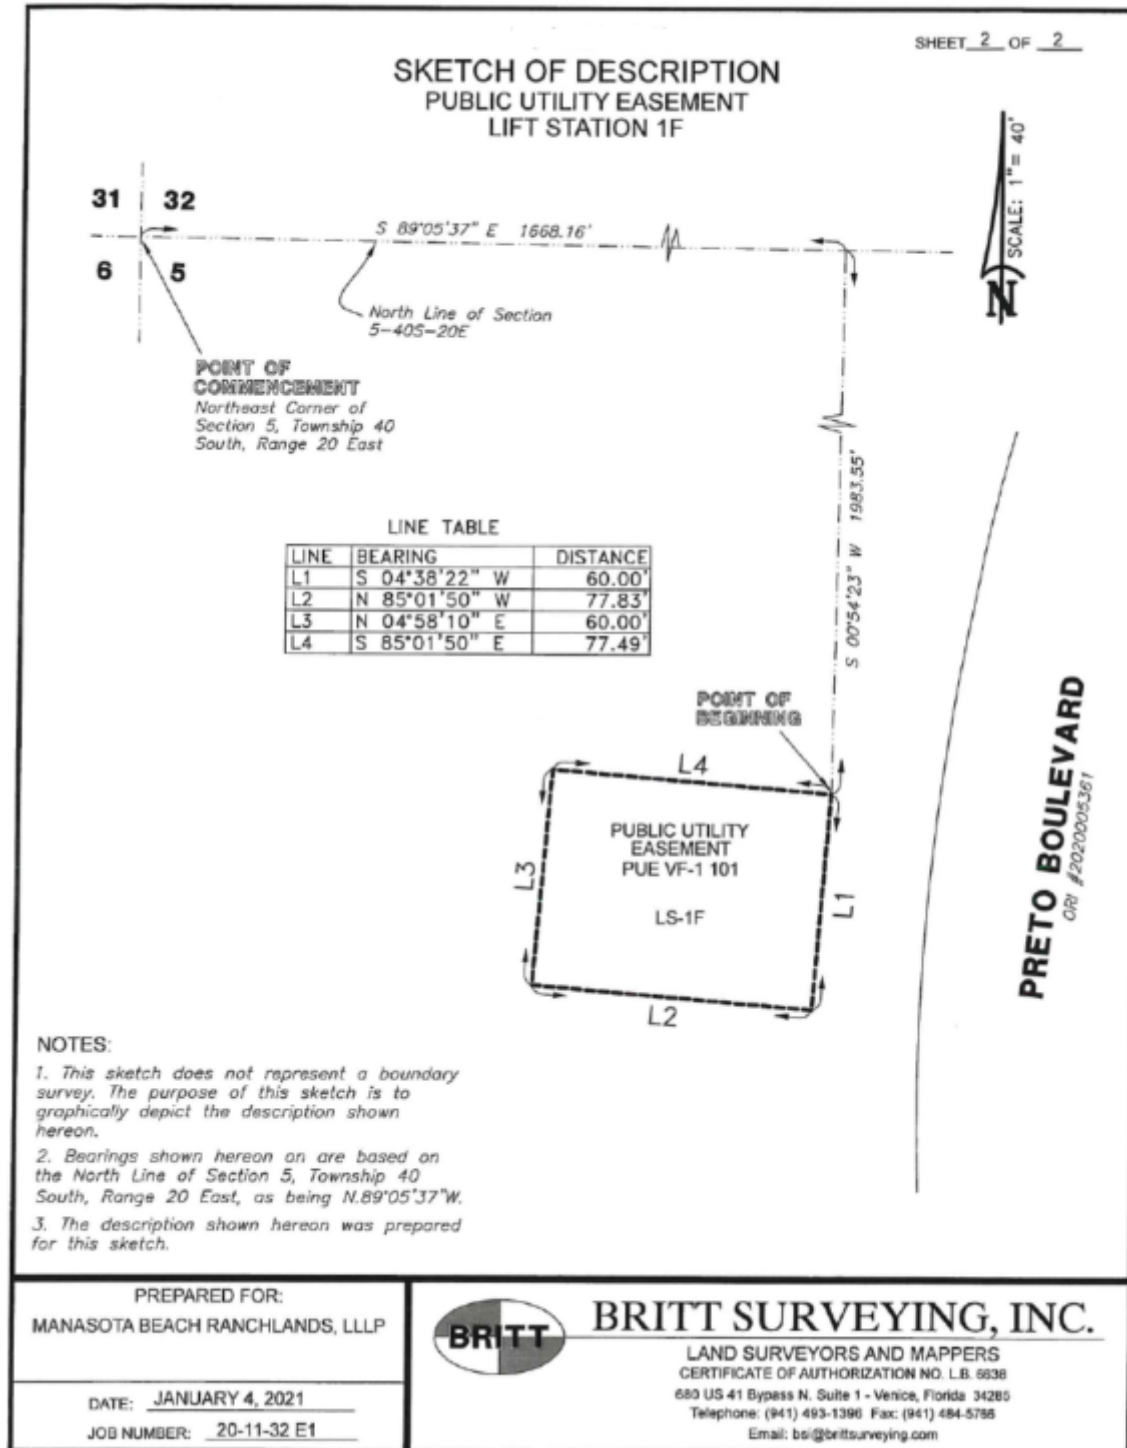 SHEET 2 OF 2
SKETCH OF DESCRIPTION
PUBLIC UTILITY EASEMENT
LIFT STATION 1F
SCALE: 1" = 40'
N
31 32
6 5
S 89°05'37" E 1668.16'
North Line of Section
5-40S-20E
POINT OF
COMMENCEMENT
Northeast Corner of
Section 5, Township 40
South, Range 20 East
S 00°54'23" W 1983.55'
LINE TABLE
LINE BEARING DISTANCE
L1 S 04°38'22" W 60.00'
L2 N 85°01'50" W 77.83'
L3 N 04°58'10" E 60.00'
L4 S 85°01'50" E 77.49'
POINT OF
BEGINNING
L4
PUBLIC UTILITY
EASEMENT
PUE VF-1 101
LS-1F
L3
L1
L2
PRETO BOULEVARD
ORI #2020005361
NOTES:
1. This sketch does not represent a boundary
survey. The purpose of this sketch is to
graphically depict the description shown
hereon.
2. Bearings shown hereon on are based on
the North Line of Section 5, Township 40
South, Range 20 East, as being N.89°05'37"W.
3. The description shown hereon was prepared
for this sketch.
PREPARED FOR:
MANASOTA BEACH RANCHLANDS, LLLP
DATE: JANUARY 4, 2021
JOB NUMBER: 20-11-32 E1
BRITT
BRITT SURVEYING, INC.
LAND SURVEYORS AND MAPPERS
CERTIFICATE OF AUTHORIZATION NO. L.B. 6638
680 US 41 Bypass N. Suite 1 - Venice, Florida 34285
Telephone: (941) 493-1396 Fax: (941) 484-5766
Email: bsi@brittsurveying.com